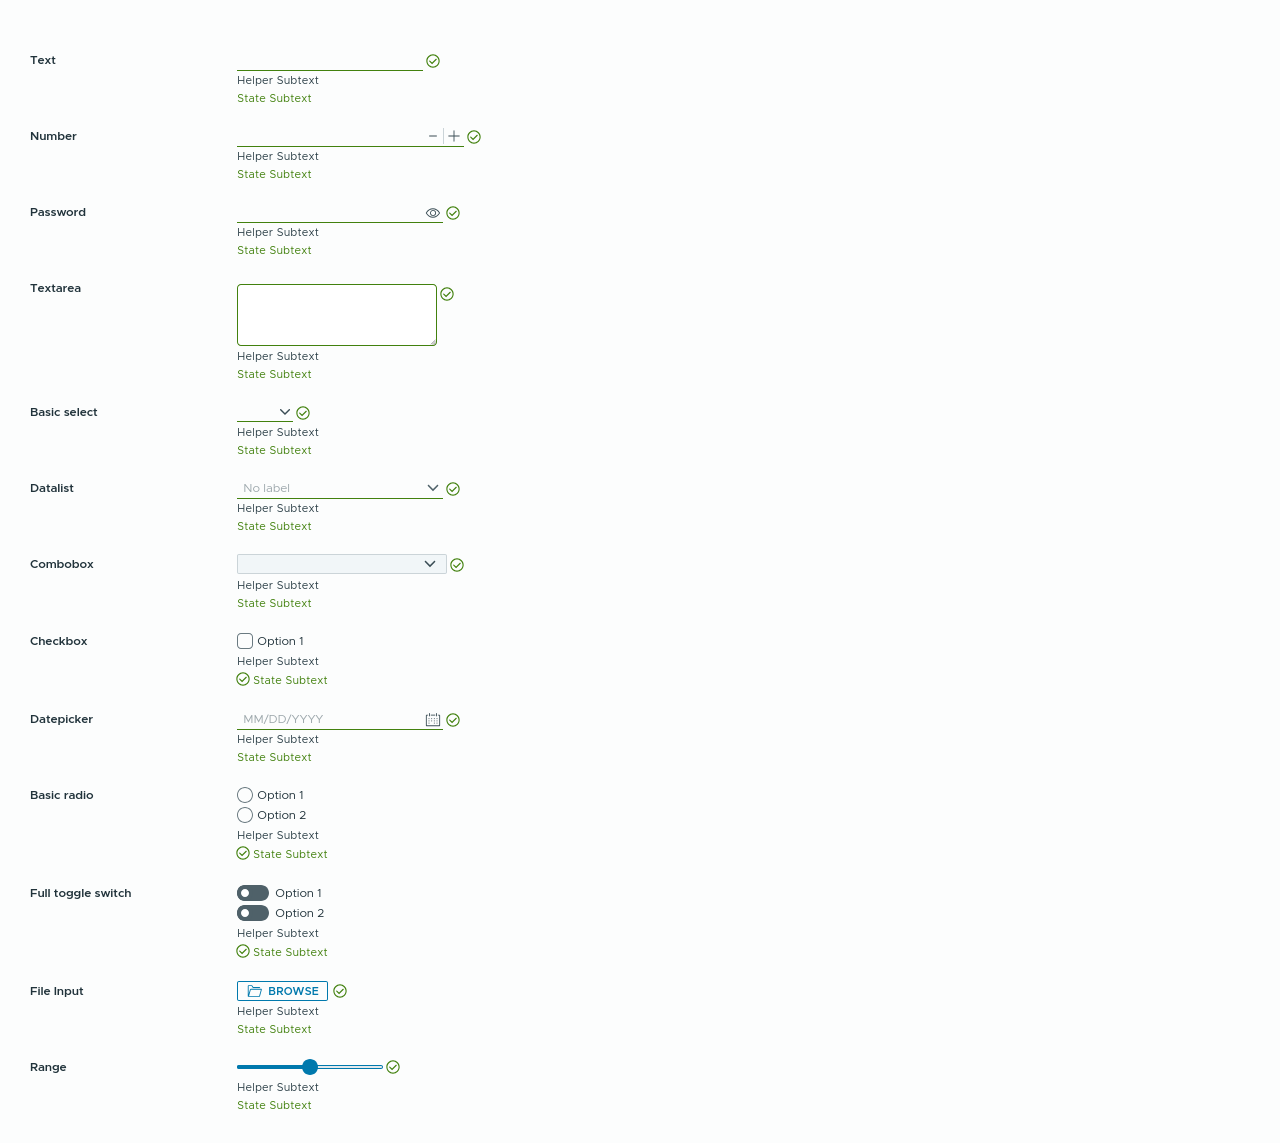 Text
Helper Subtext
State Subtext
Number
Helper Subtext
State Subtext
Password
Helper Subtext
State Subtext
Textarea
Helper Subtext
State Subtext
Basic select
Helper Subtext
State Subtext
Datalist No label
Helper Subtext
State Subtext
Combobox
Helper Subtext
State Subtext
Checkbox Option 1
Helper Subtext
State Subtext
Datepicker MM/DD/YYYY
Helper Subtext
State Subtext
Basic radio Option 1
Option 2
Helper Subtext
State Subtext
Full toggle switch Option 1
Option 2
Helper Subtext
State Subtext
File Input BROWSE
Helper Subtext
State Subtext
Range
Helper Subtext
State Subtext